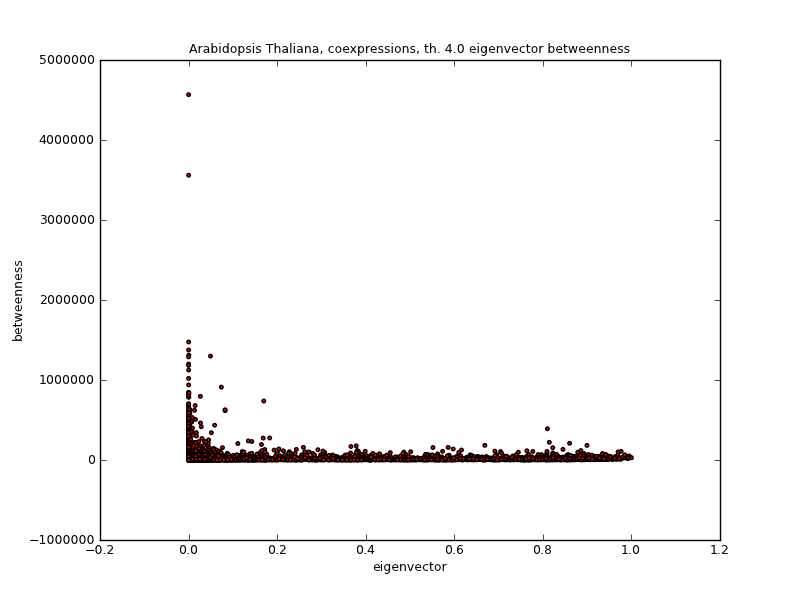 Arabidopsis Thaliana, coexpressions, th. 4.0 eigenvector betweenness
5000000
4000000
3000000
2000000
1000000
0
−1000000
betweenness
−0.2 0.0 0.2 0.4 0.6 0.8 1.0 1.2
eigenvector